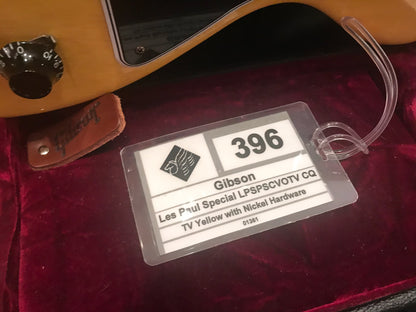 396
Gibson
Les Paul Special LPSPSCVOTV CQ
TV Yellow with Nickel Hardware
01361